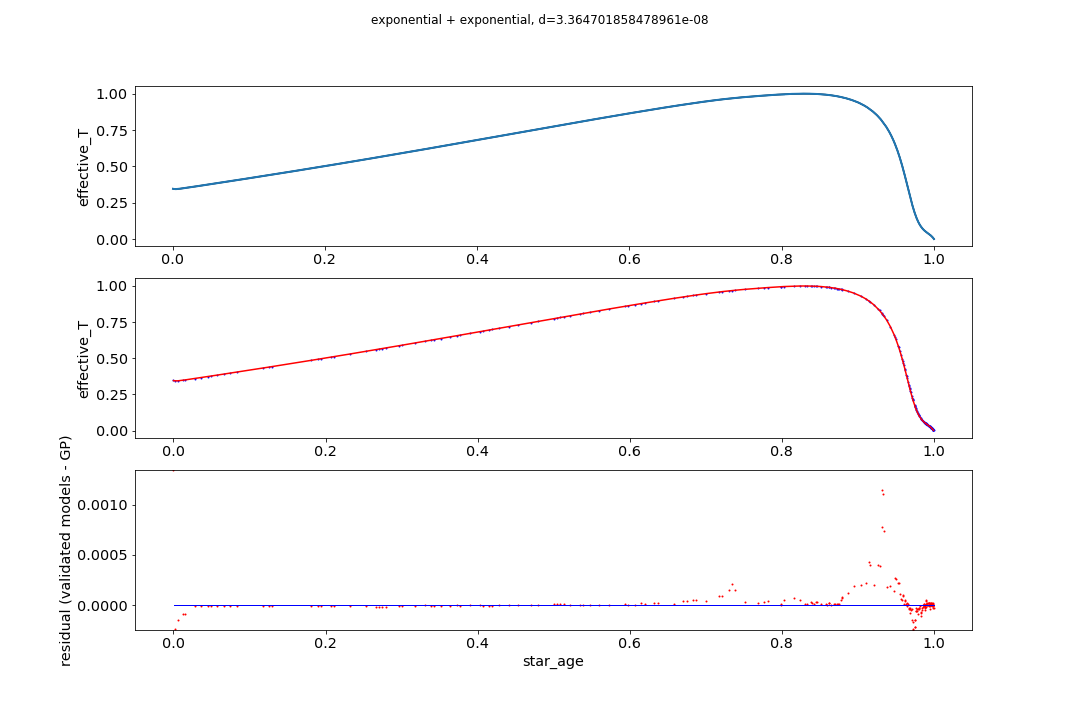 exponential + exponential, d=3.364701858478961e-08
effective_T
1.00
0.75
0.50
0.25
0.00
0.0 0.2 0.4 0.6 0.8 1.0
effective_T
1.00
0.75
0.50
0.25
0.00
0.0 0.2 0.4 0.6 0.8 1.0
residual (validated models - GP)
0.0010
0.0005
0.0000
0.0 0.2 0.4 0.6 0.8 1.0
star_age